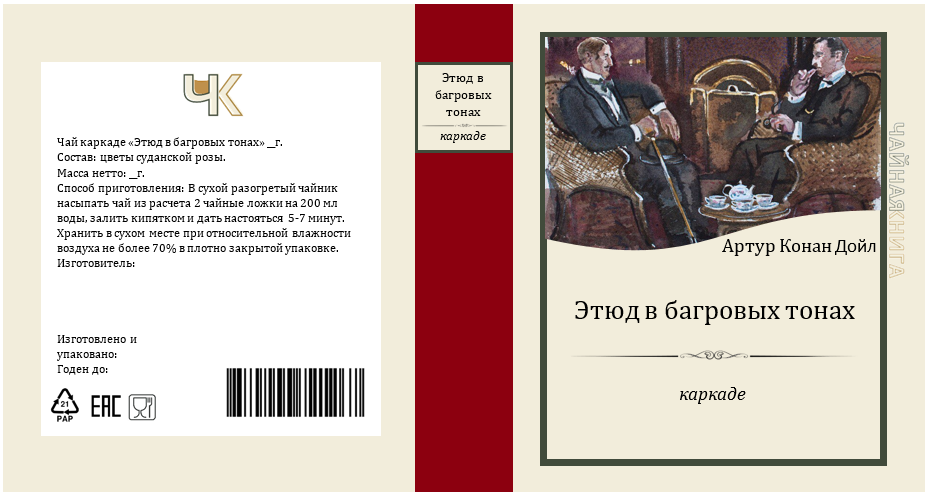 ЧК
Чай каркаде «Этюд в багровых тонах» _г.
Состав: цветы суданской розы.
Масса нетто: _г.
Способ приготовления: В сухой разогретый чайник
насыпать чай из расчета 2 чайные ложки на 200 мл
воды, залить кипятком и дать настояться 5-7 минут.
Хранить в сухом месте при относительной влажности
воздуха не более 70% в плотно закрытой упаковке.
Изготовитель:
Изготовлено и
упаковано:
Годен до:
21
PAP
EAC
Этюд в
багровых
тонах
каркаде
Артур Конан Дойл
Этюд в багровых тонах
каркаде
ЧАЙНАЯКНИГА